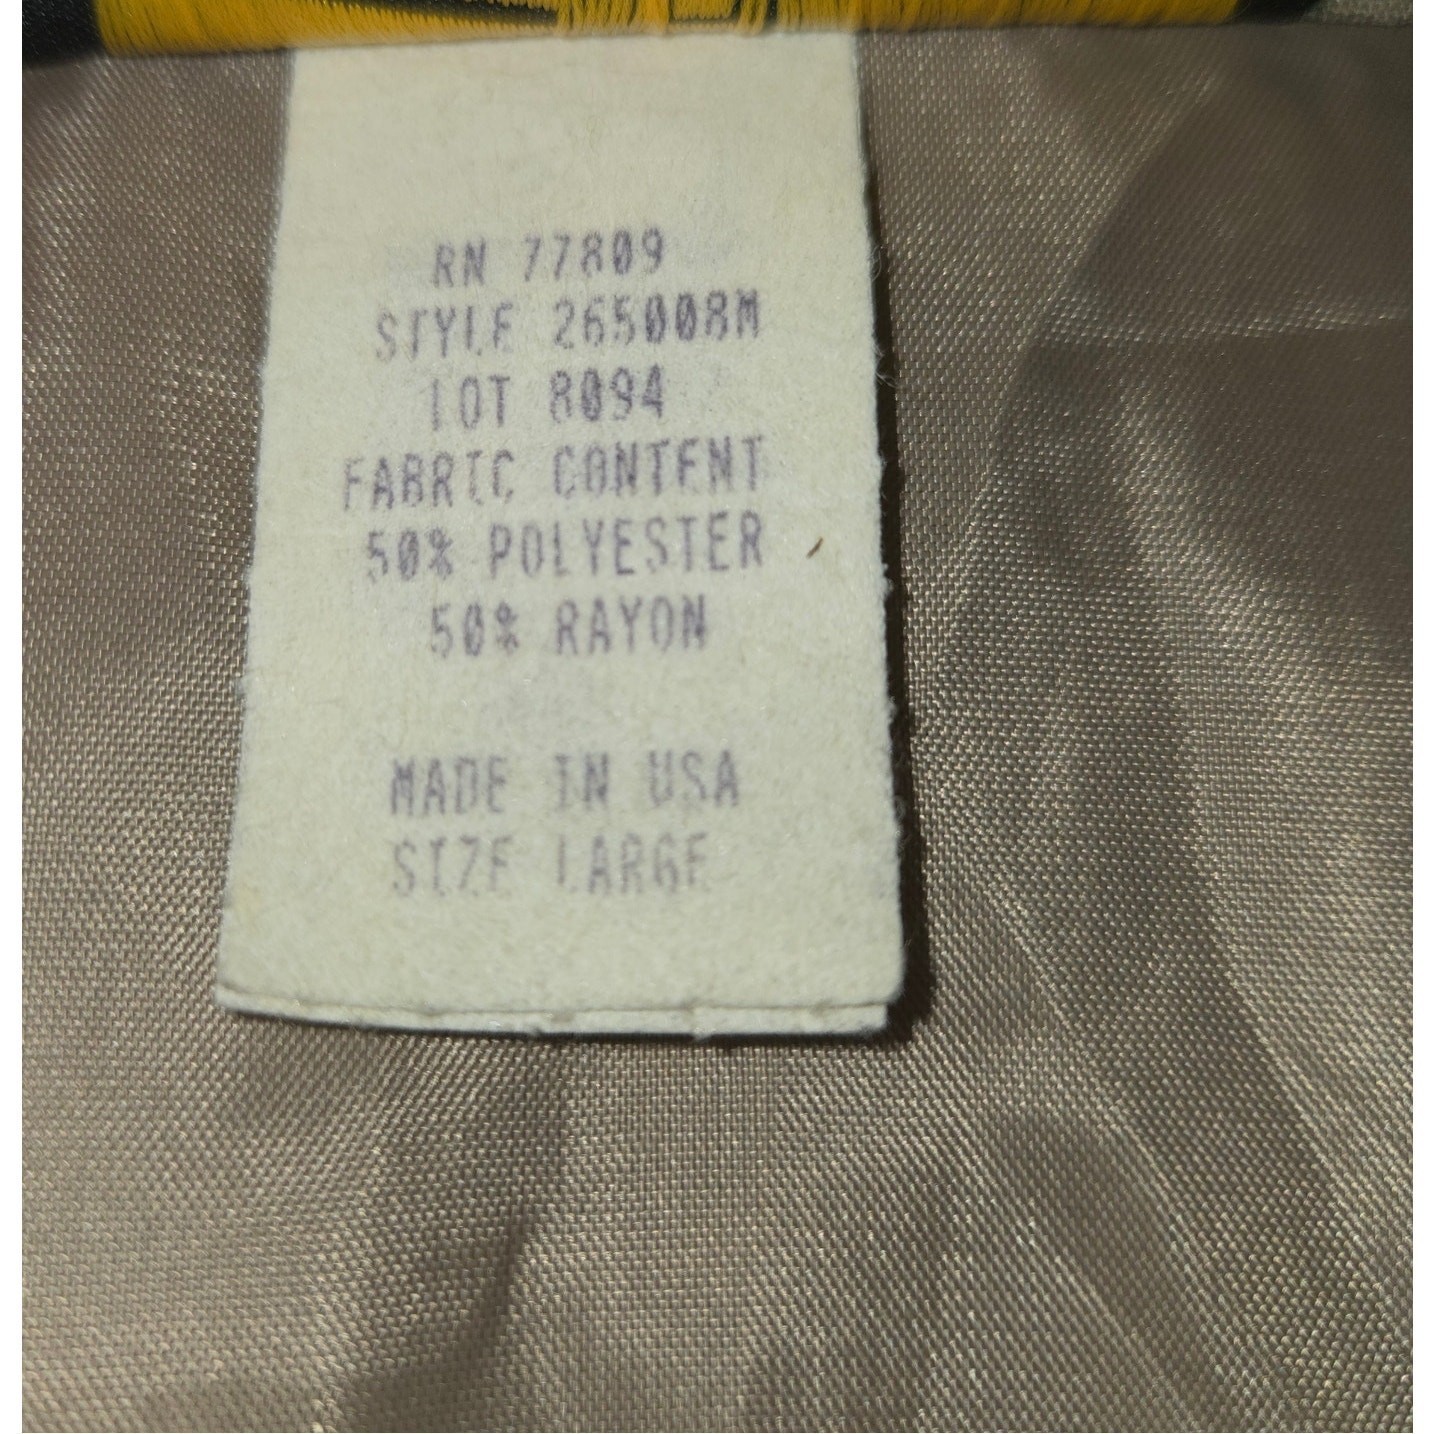 RN 77809
STYLE 265008M
LOT 8094
FABRIC CONTENT
50% POLYESTER
50% RAYON
MADE IN USA
SIZE LARGE